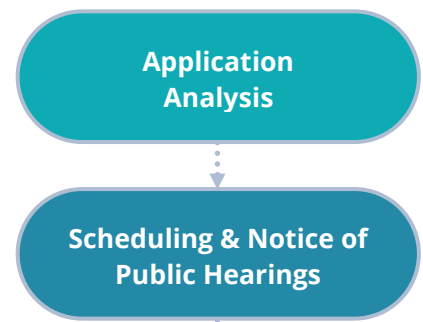 Application
Analysis
Scheduling & Notice of
Public Hearings